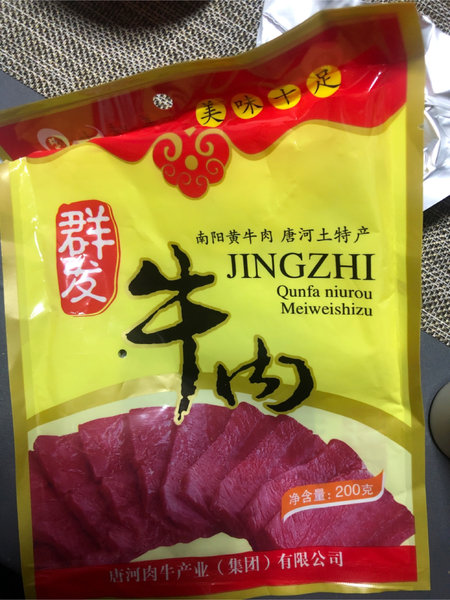 美味十足
群发
南阳黄牛肉 唐河土特产
JINGZHI
Qunfa niurou
Meiweishizu
牛肉
净含量：200克
唐河肉牛产业（集团）有限公司